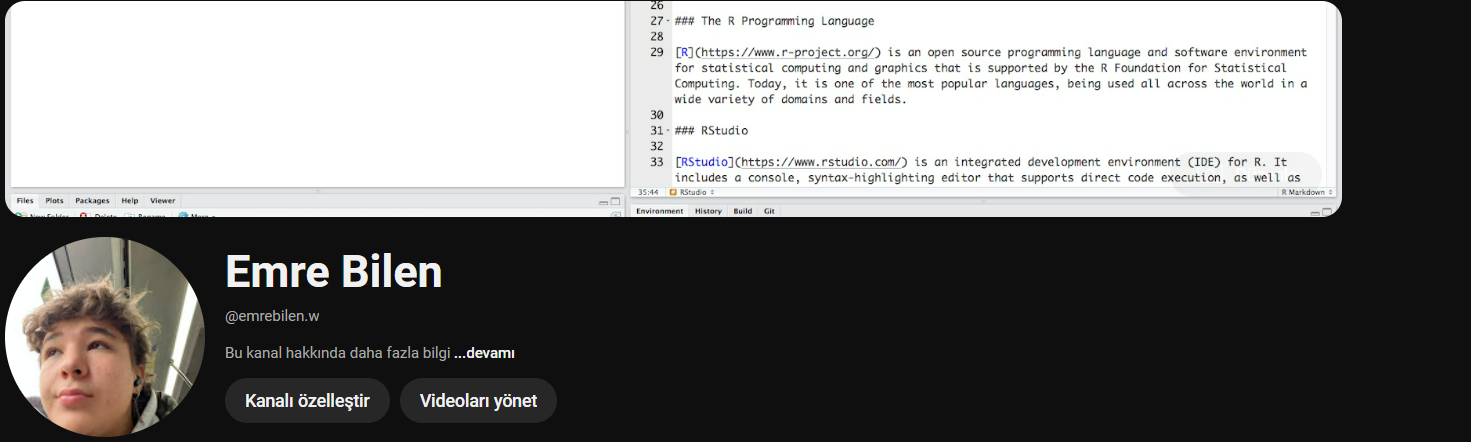 26
27 ### The R Programming Language
28
29 [R](https://www.r-project.org/) is an open source programming language and software environment
for statistical computing and graphics that is supported by the R Foundation for Statistical
Computing. Today, it is one of the most popular languages, being used all across the world in a
wide variety of domains and fields.
30
31 ### RStudio
32
33 [RStudio](https://www.rstudio.com/) is an integrated development environment (IDE) for R. It
includes a console, syntax-highlighting editor that supports direct code execution, as well as
35:44 RStudio R Markdown
Files Plots Packages Help Viewer
New Folder Delete Rename More
Environment History Build Git
Emre Bilen
@emrebilen.w
Bu kanal hakkında daha fazla bilgi ...devamı
Kanalı özelleştir Videoları yönet